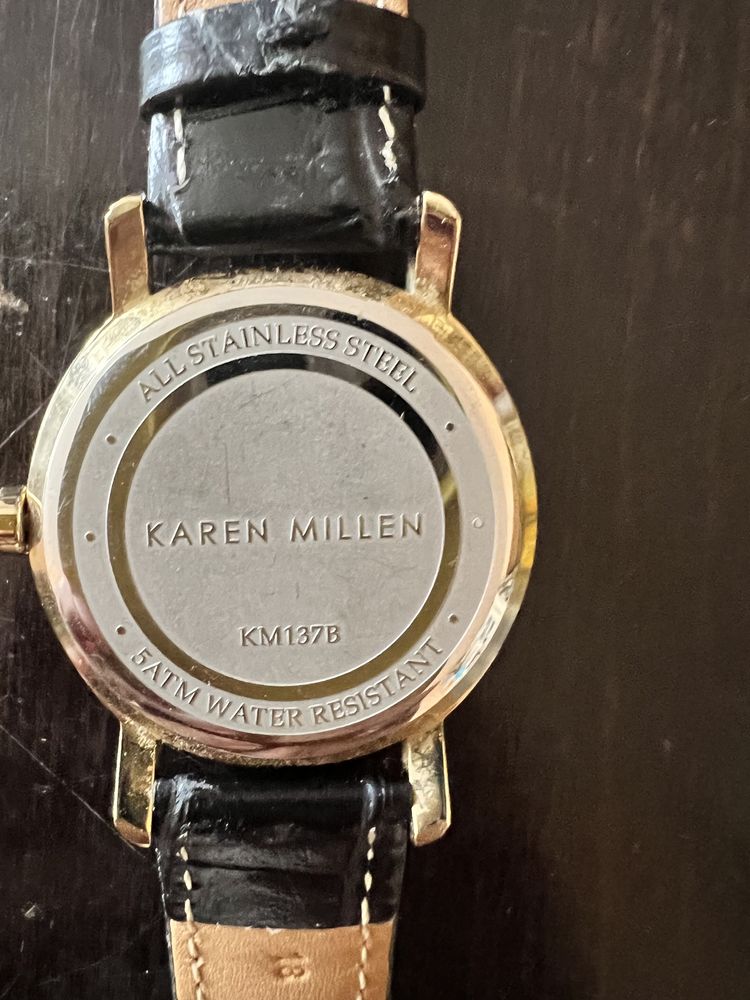 ALL STAINLESS STEEL
KAREN MILLEN
KM137B
5ATM WATER RESISTANT
18